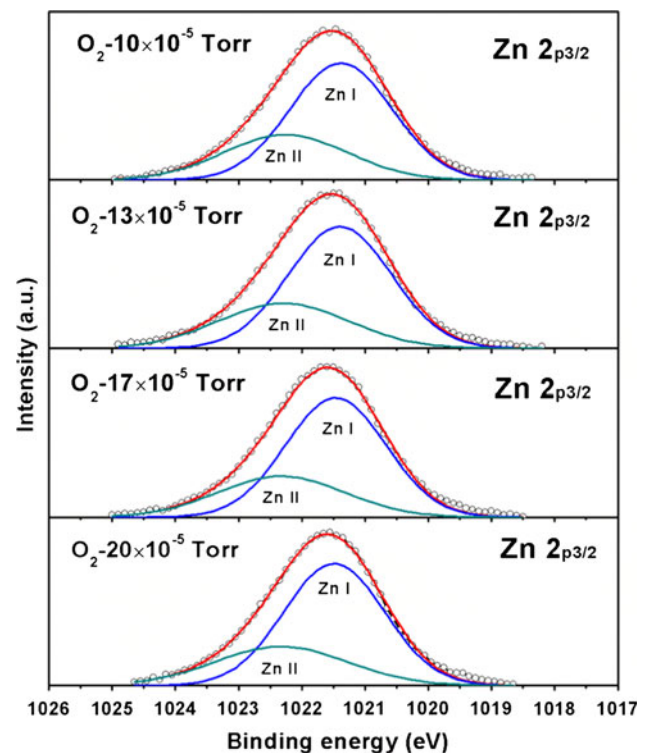 O₂-10×10⁻⁵ Torr
Zn 2p3/2
Zn I
Zn II
O₂-13×10⁻⁵ Torr
Zn 2p3/2
Zn I
Zn II
O₂-17×10⁻⁵ Torr
Zn 2p3/2
Zn I
Zn II
O₂-20×10⁻⁵ Torr
Zn 2p3/2
Zn I
Zn II
Intensity (a.u.)
1026 1025 1024 1023 1022 1021 1020 1019 1018 1017
Binding energy (eV)